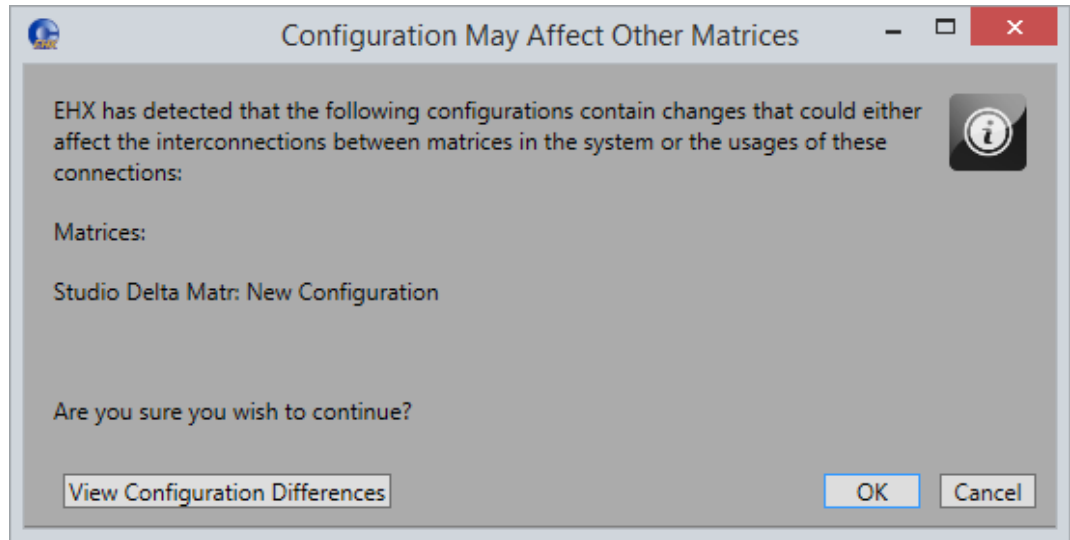 Configuration May Affect Other Matrices
EHX has detected that the following configurations contain changes that could either
affect the interconnections between matrices in the system or the usages of these
connections:
Matrices:
Studio Delta Matr: New Configuration
Are you sure you wish to continue?
View Configuration Differences
OK
Cancel